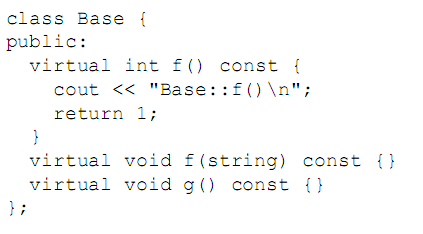 class Base {
public:
  virtual int f() const {
    cout << "Base::f()\n";
    return 1;
  }
  virtual void f(string) const {}
  virtual void g() const {}
};